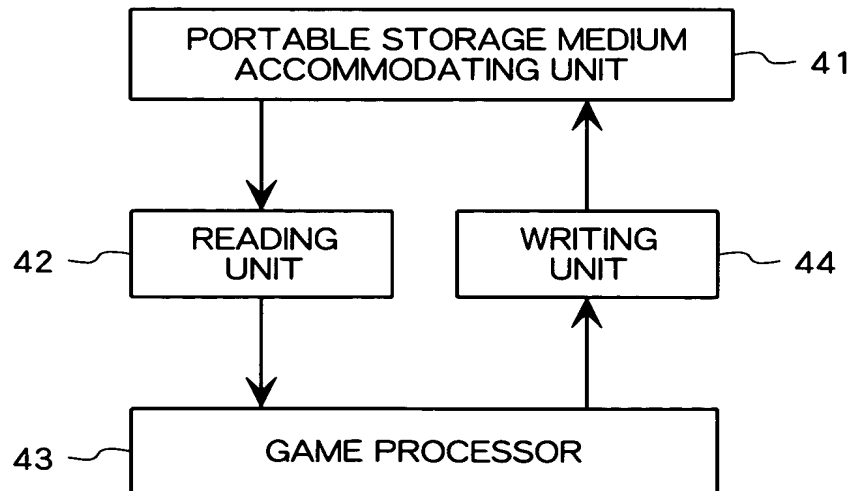 PORTABLE STORAGE MEDIUM
ACCOMMODATING UNIT
41
READING
UNIT
42
WRITING
UNIT
44
GAME PROCESSOR
43